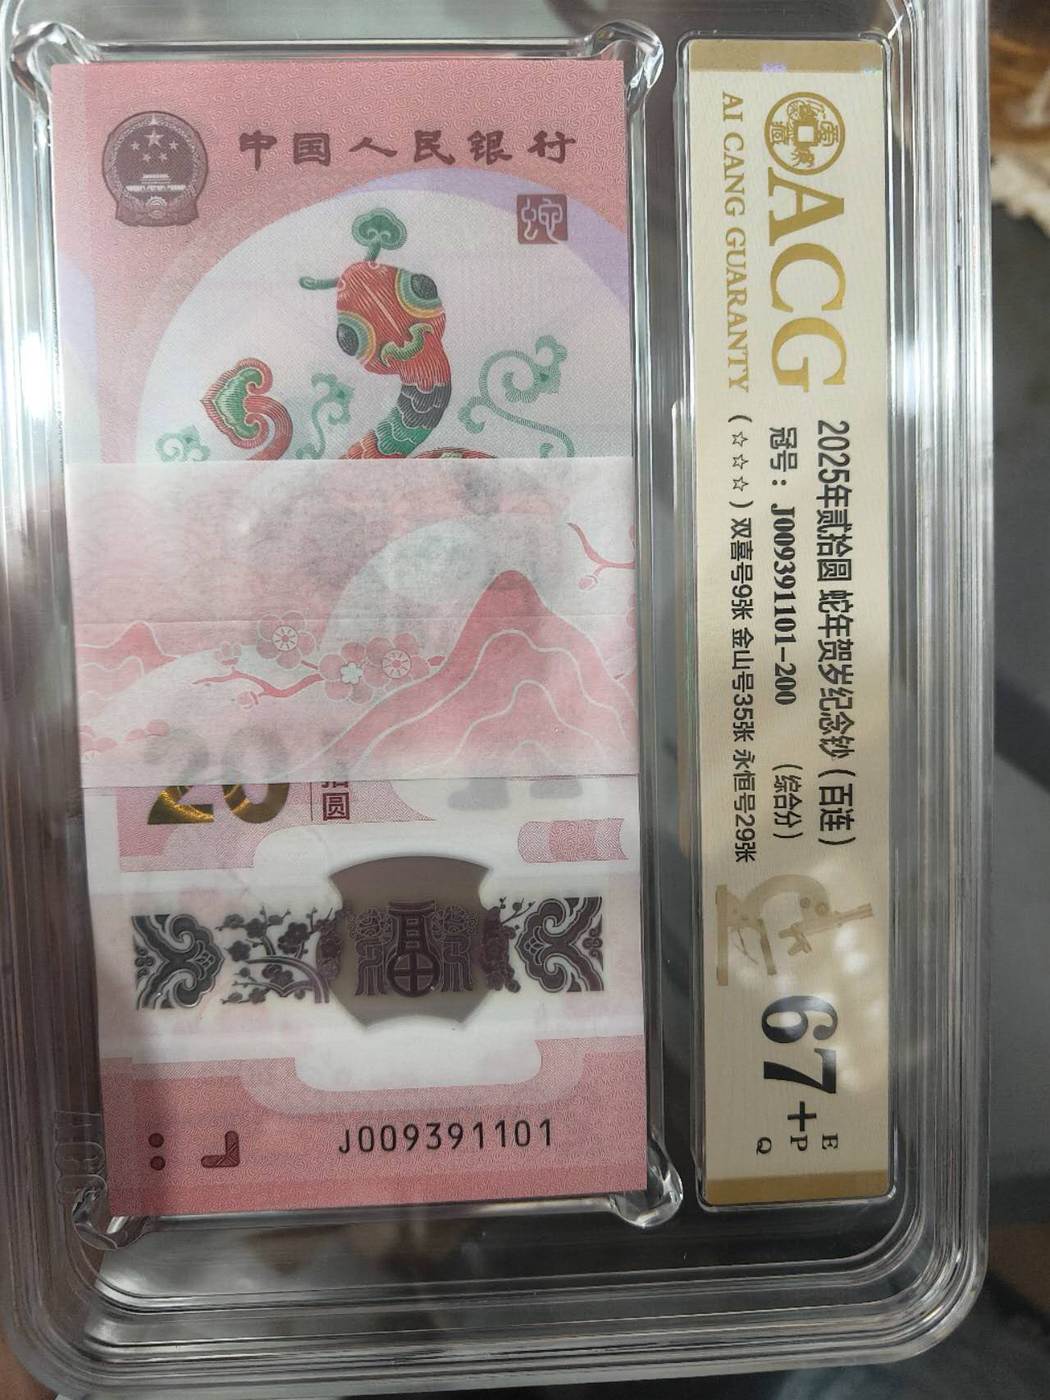 中国人民银行
蛇
20
拾圆
福
J009391101
ACG
AI CANG GUARANTY
2025年贰拾圆 蛇年贺岁纪念钞（百连）
冠号：J009391101-200 （综合分）
（☆☆☆）双喜号9张 金山号35张 永恒号29张
67+
E
P
Q